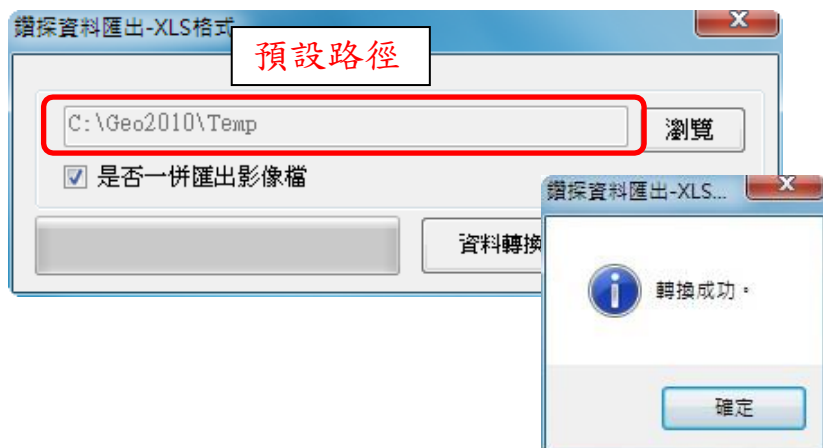 鑽探資料匯出-XLS格式
預設路徑
C:\Geo2010\Temp
瀏覽
是否一併匯出影像檔
資料轉換
鑽探資料匯出-XLS...
轉換成功。
確定